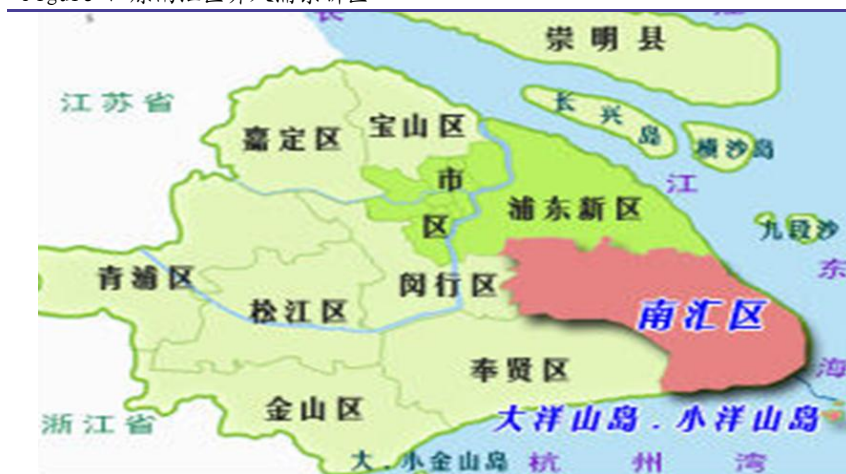 崇明县
江苏省
长兴岛
嘉定区
宝山区
横沙岛
市区
江
浦东新区
九段沙
青浦区
闵行区
东
松江区
南汇区
奉贤区
海
金山区
浙江省
大洋山岛.小洋山岛
大.小金山岛
杭州湾